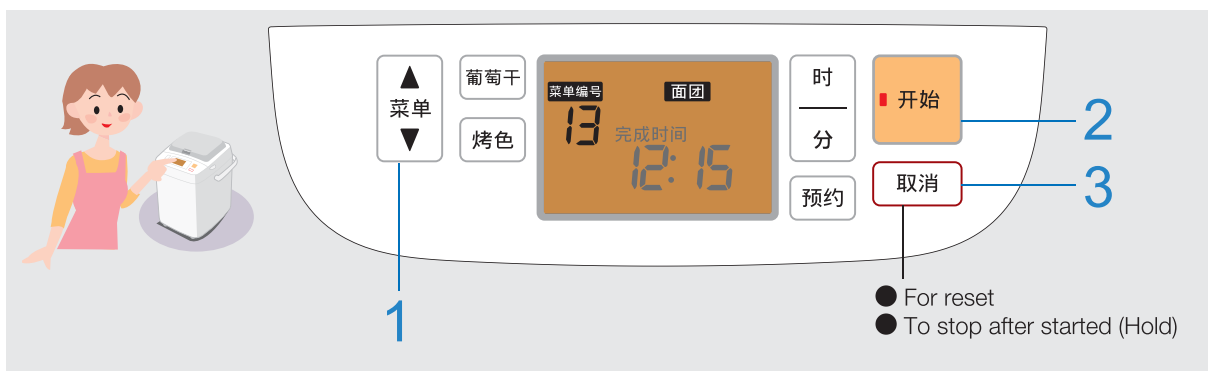 ▲
菜单
▼
葡萄干
烤色
菜单编号
面团
13
完成时间
12:15
时
分
预约
开始
取消
1
2
3
● For reset
● To stop after started (Hold)